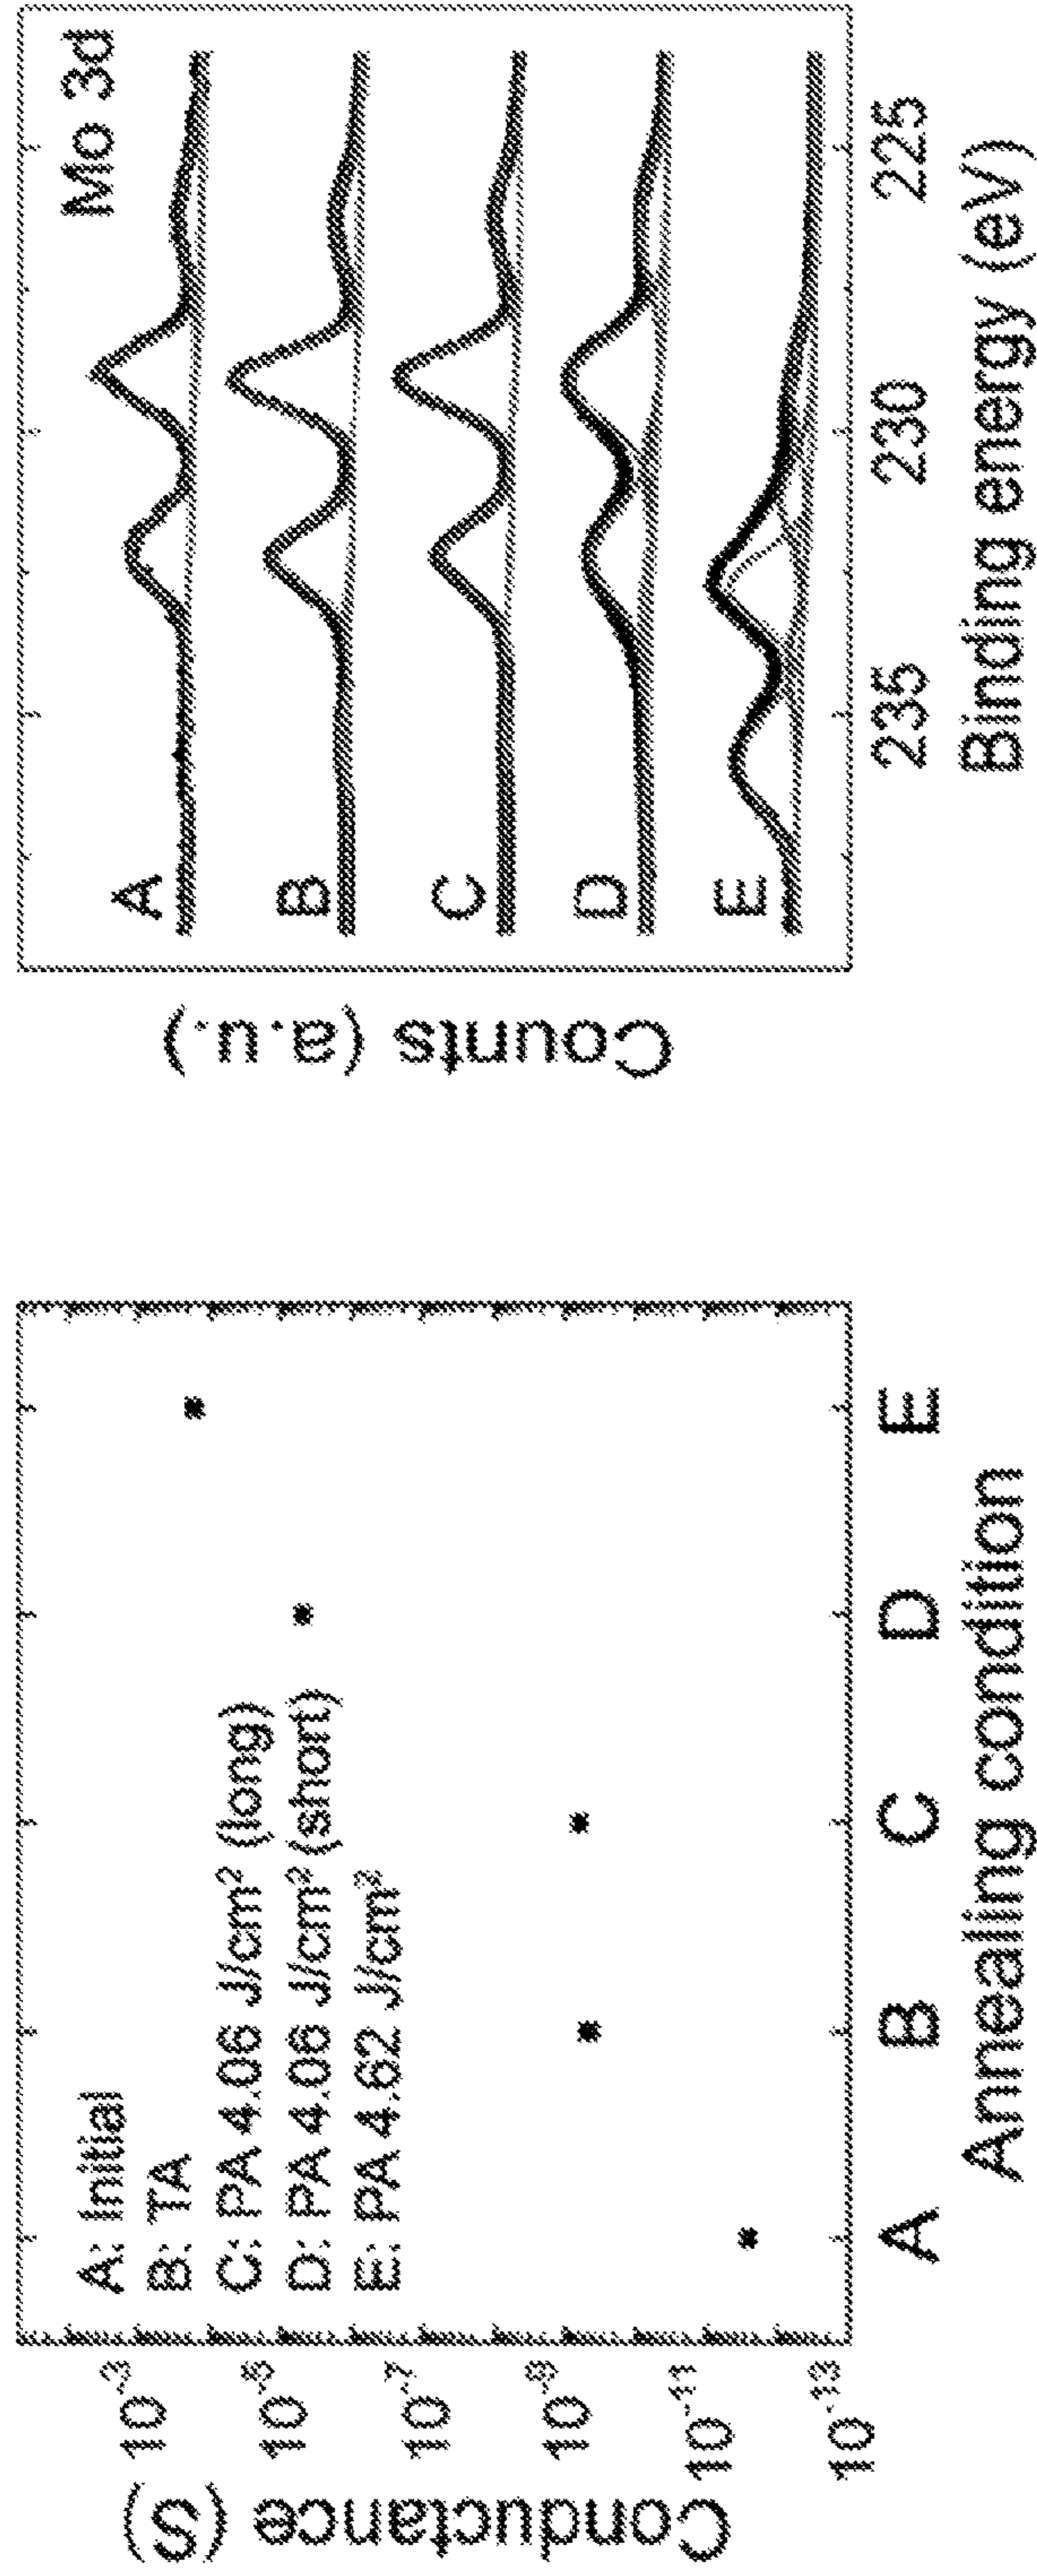 Conductance (S)
10⁻³
10⁻⁵
10⁻⁷
10⁻⁹
10⁻¹¹
10⁻¹³
A: Initial
B: TA
C: PA 4.06 J/cm² (long)
D: PA 4.06 J/cm² (short)
E: PA 4.62 J/cm²
A B C D E
Annealing condition
Counts (a.u.)
Mo 3d
A
B
C
D
E
235 230 225
Binding energy (eV)